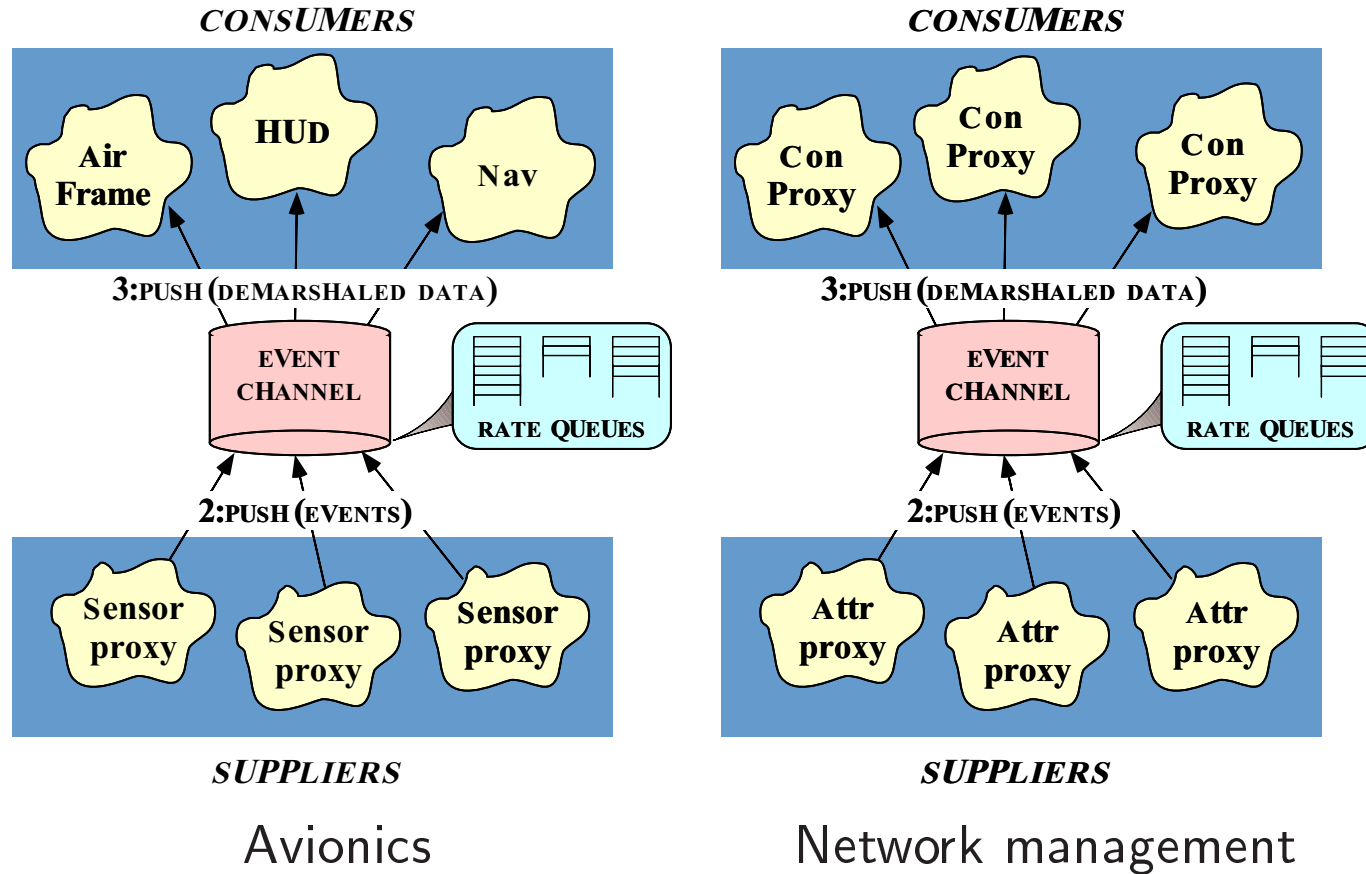 CONSUMERS
Air
Frame
HUD
Nav
3:PUSH (DEMARSHALED DATA)
EVENT
CHANNEL
RATE QUEUES
2:PUSH (EVENTS)
Sensor
proxy
Sensor
proxy
Sensor
proxy
SUPPLIERS
Avionics
CONSUMERS
Con
Proxy
Con
Proxy
Con
Proxy
3:PUSH (DEMARSHALED DATA)
EVENT
CHANNEL
RATE QUEUES
2:PUSH (EVENTS)
Attr
proxy
Attr
proxy
Attr
proxy
SUPPLIERS
Network management